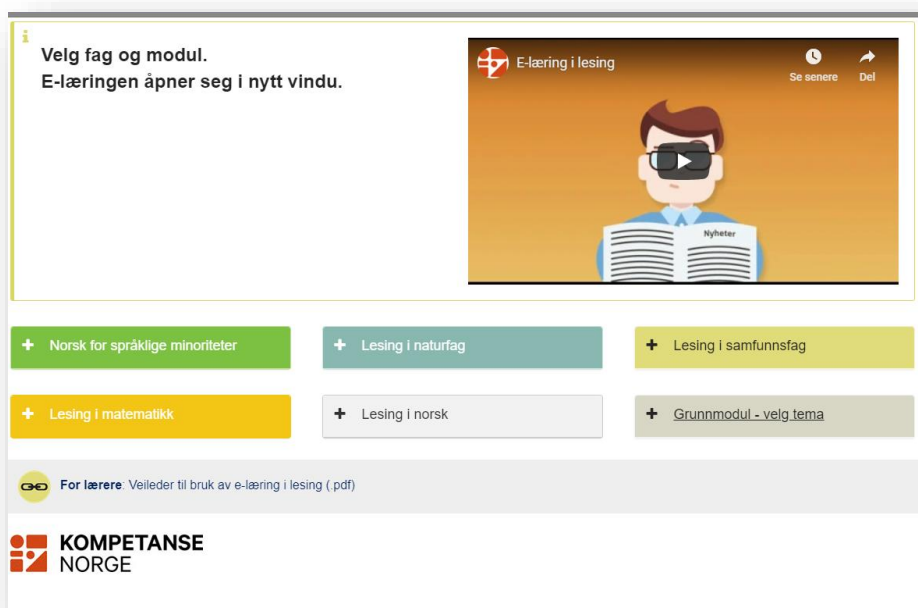 Velg fag og modul.
E-læringen åpner seg i nytt vindu.
E-læring i lesing
Se senere
Del
Nyheter
Norsk for språklige minoriteter
Lesing i naturfag
Lesing i samfunnsfag
Lesing i matematikk
Lesing i norsk
Grunnmodul - velg tema
For lærere: Veileder til bruk av e-læring i lesing (.pdf)
KOMPETANSE
NORGE